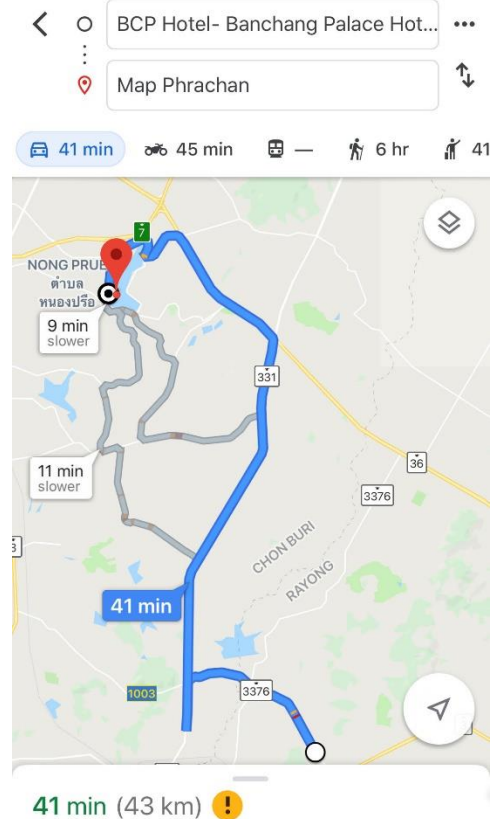 BCP Hotel- Banchang Palace Hot...
Map Phrachan
41 min
45 min
—
6 hr
41
7
NONG PRUE
ตำบล
หนองปรือ
9 min
slower
331
11 min
slower
36
3376
CHON BURI
RAYONG
41 min
1003
3376
41 min (43 km)